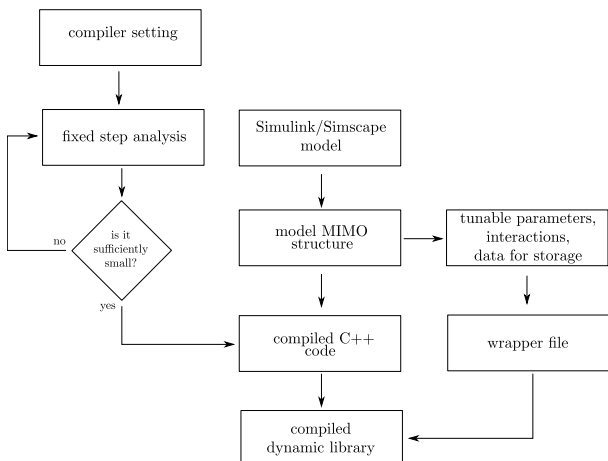 compiler setting
fixed step analysis
is it
sufficiently
small?
no
yes
Simulink/Simscape
model
model MIMO
structure
tunable parameters,
interactions,
data for storage
compiled C++
code
wrapper file
compiled
dynamic library